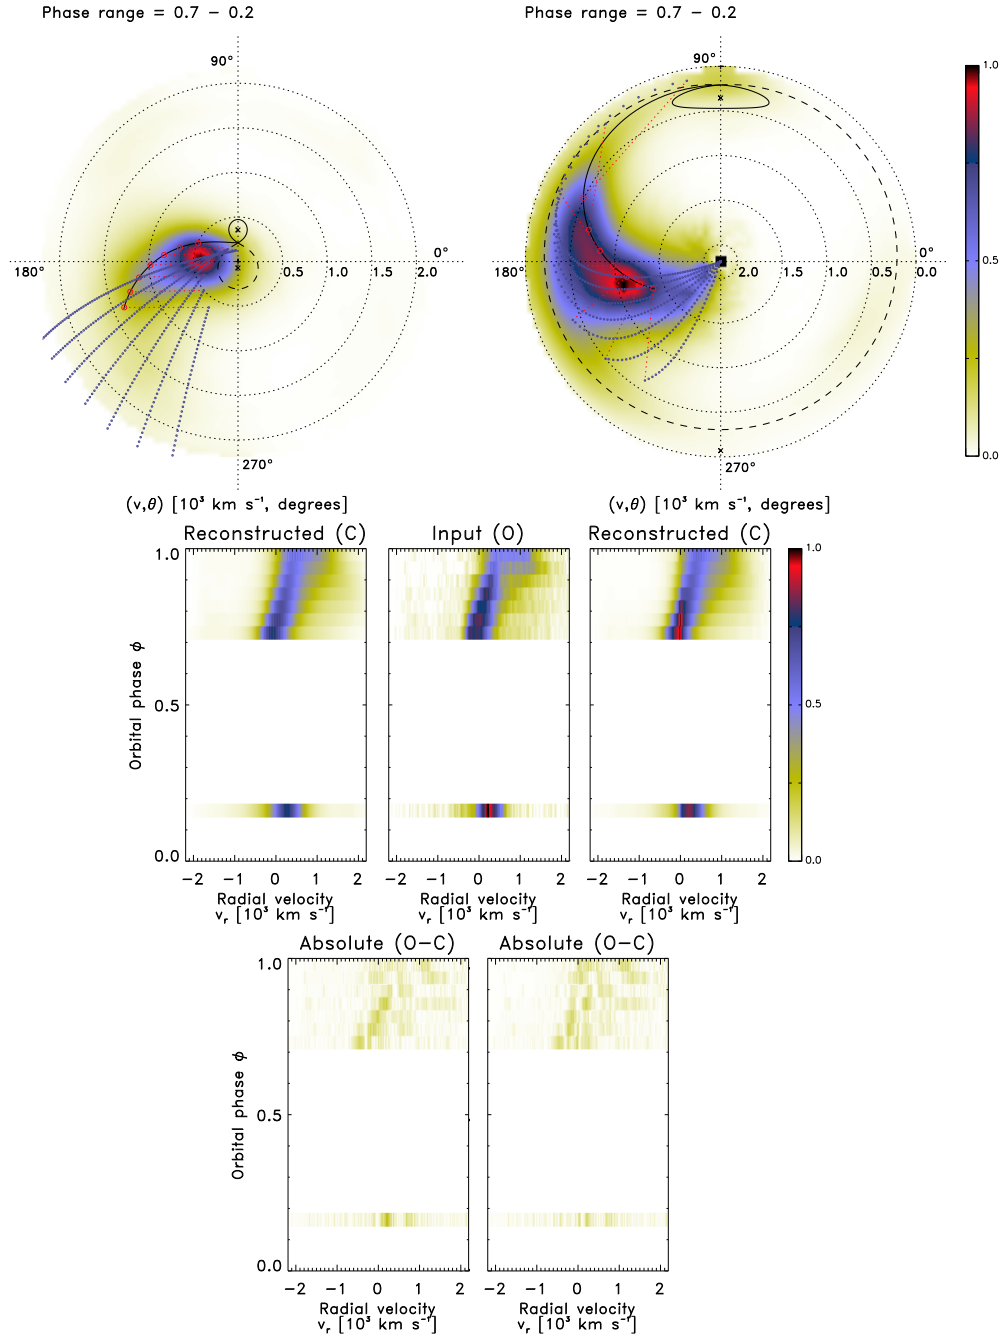 Phase range = 0.7 − 0.2
Phase range = 0.7 − 0.2
90°
90°
1.0
0.5
0.0
180°
0°
0.5 1.0 1.5 2.0
180°
0°
2.0 1.5 1.0 0.5 0.0
270°
270°
(v,θ) [10³ km s⁻¹, degrees]
(v,θ) [10³ km s⁻¹, degrees]
Reconstructed (C)
Input (O)
Reconstructed (C)
1.0
0.5
0.0
Orbital phase ϕ
1.0
0.5
0.0
−2 −1 0 1 2
−2 −1 0 1 2
−2 −1 0 1 2
Radial velocity
v_r [10³ km s⁻¹]
Radial velocity
v_r [10³ km s⁻¹]
Radial velocity
v_r [10³ km s⁻¹]
Absolute (O−C)
Absolute (O−C)
1.0
0.5
0.0
Orbital phase ϕ
−2 −1 0 1 2
−2 −1 0 1 2
Radial velocity
v_r [10³ km s⁻¹]
Radial velocity
v_r [10³ km s⁻¹]